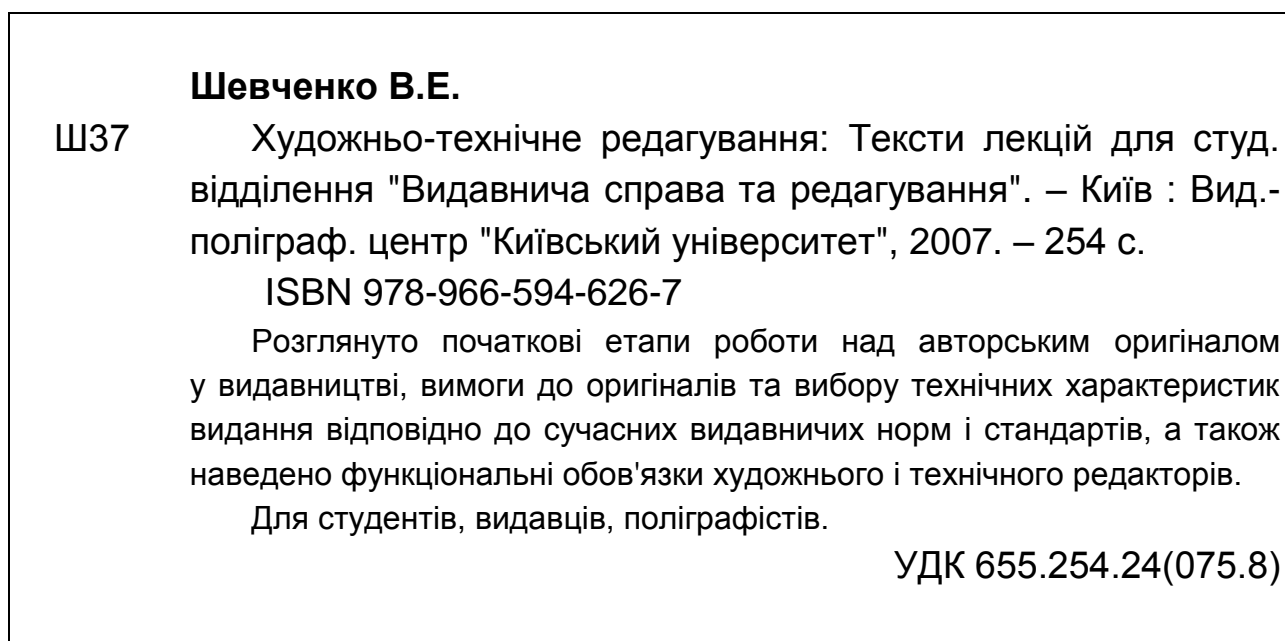 Шевченко В.Е.
Ш37 Художньо-технічне редагування: Тексти лекцій для студ.
відділення "Видавнича справа та редагування". – Київ : Вид.-
поліграф. центр "Київський університет", 2007. – 254 с.
ISBN 978-966-594-626-7
Розглянуто початкові етапи роботи над авторським оригіналом
у видавництві, вимоги до оригіналів та вибору технічних характеристик
видання відповідно до сучасних видавничих норм і стандартів, а також
наведено функціональні обов'язки художнього і технічного редакторів.
Для студентів, видавців, поліграфістів.
УДК 655.254.24(075.8)